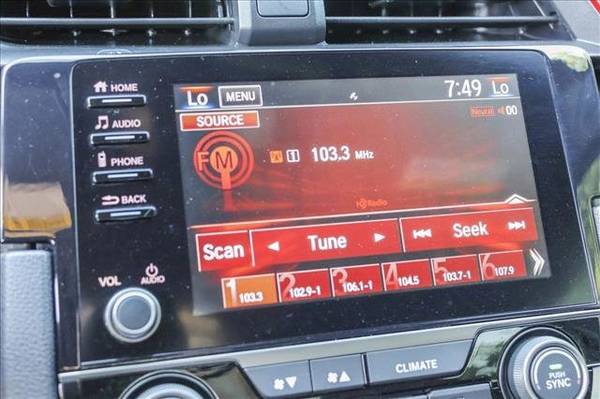 HOME
AUDIO
PHONE
BACK
VOL
AUDIO
Lo MENU 7:49 Lo
SOURCE Neural 00
FM 1 103.3 MHz
HD Radio
Scan Tune Seek
1 103.3 2 102.9-1 3 106.1-1 4 104.5 5 103.7-1 6 107.9
CLIMATE
PUSH
SYNC